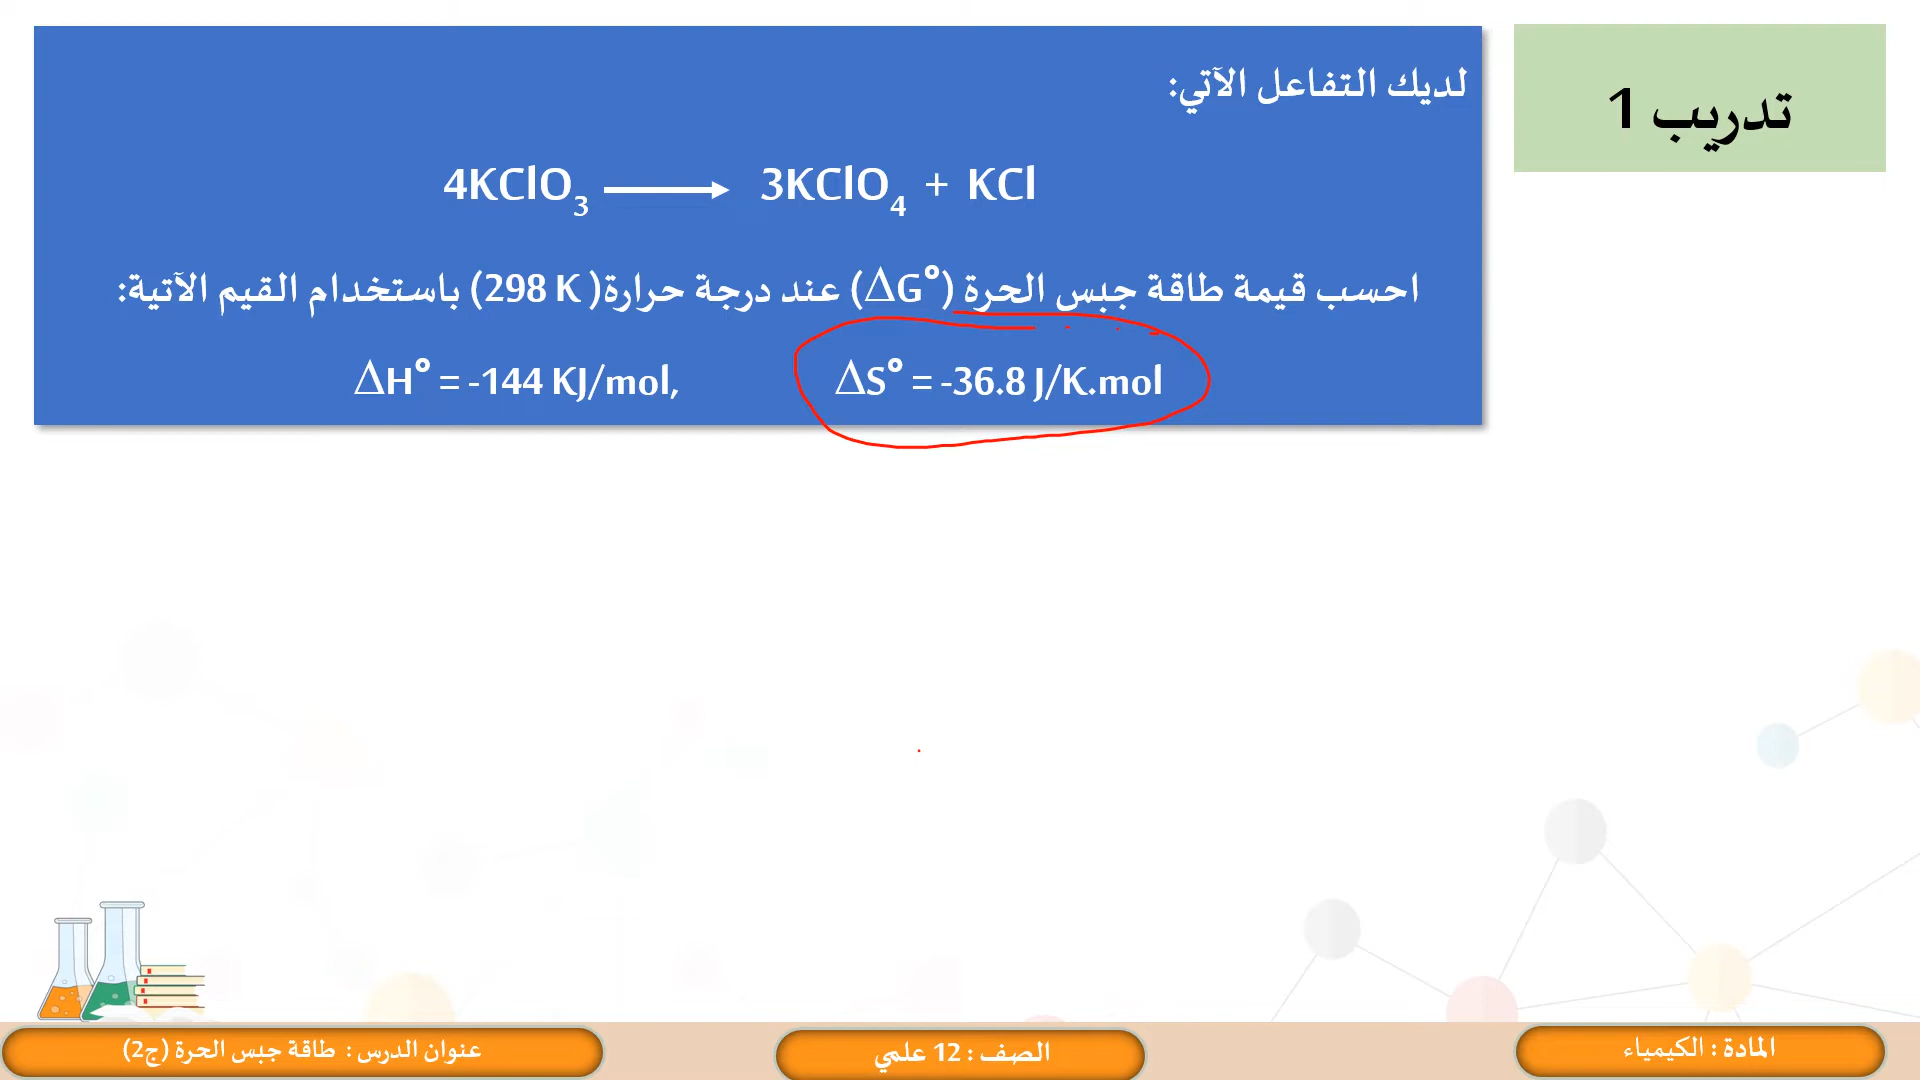 تدريب 1
لديك التفاعل الآتي:
4KClO₃ ⟶ 3KClO₄ + KCl
احسب قيمة طاقة جبس الحرة (ΔG°) عند درجة حرارة( 298 K) باستخدام القيم الآتية:
ΔH° = -144 KJ/mol, ΔS° = -36.8 J/K.mol
المادة : الكيمياء
الصف : 12 علمي
عنوان الدرس : طاقة جبس الحرة (ج2)